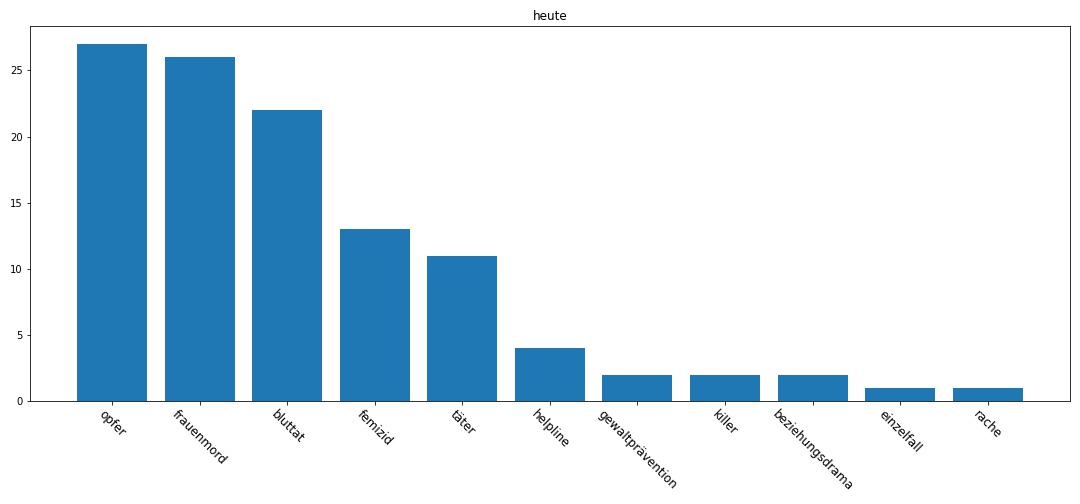 heute
25
20
15
10
5
0
opfer
frauenmord
bluttat
femizid
täter
helpline
gewaltprävention
killer
beziehungsdrama
einzelfall
rache